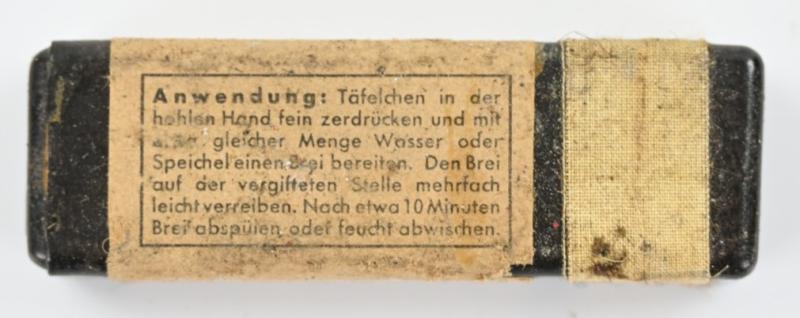 Anwendung: Täfelchen in der
hohlen Hand fein zerdrücken und mit
gleicher Menge Wasser oder
Speichel einen Brei bereiten. Den Brei
auf der vergifteten Stelle mehrfach
leicht verreiben. Nach etwa 10 Minuten
Brei abspülen oder feucht abwischen.